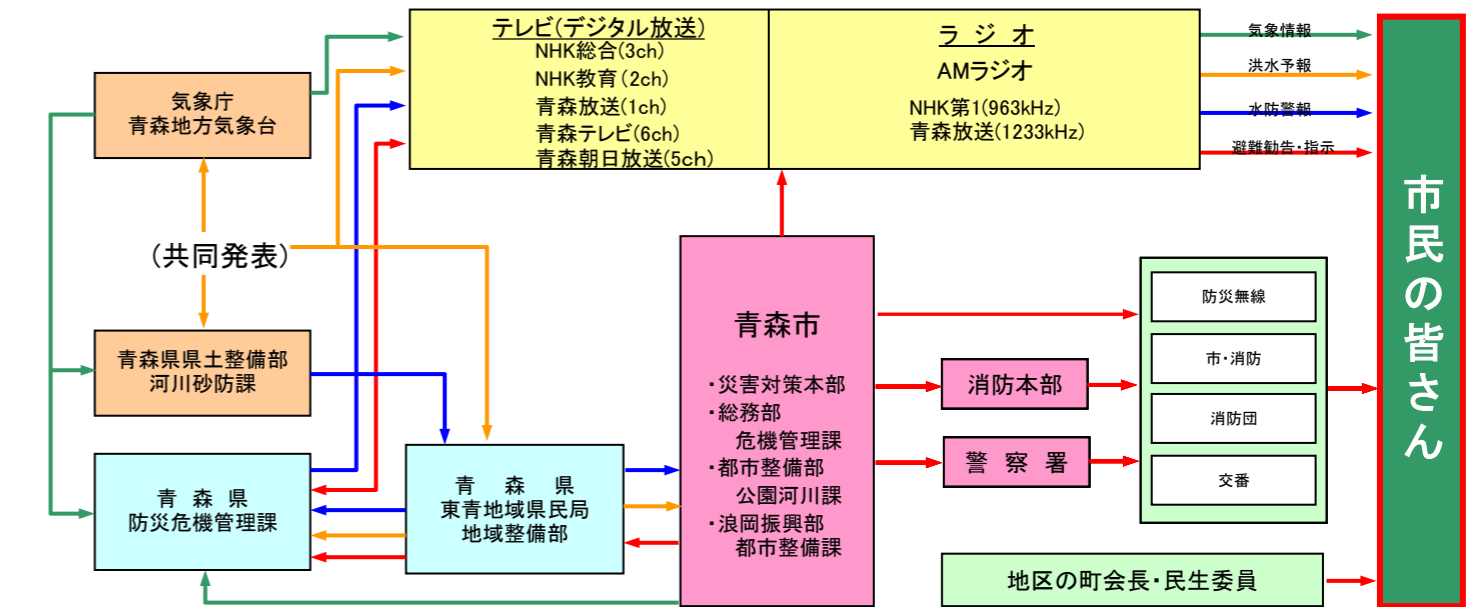 テレビ(デジタル放送)
NHK総合(3ch)
NHK教育(2ch)
青森放送(1ch)
青森テレビ(6ch)
青森朝日放送(5ch)
ラ ジ オ
AMラジオ
NHK第1(963kHz)
青森放送(1233kHz)
気象情報
洪水予報
水防警報
避難勧告・指示
市民の皆さん
気象庁
青森地方気象台
(共同発表)
青森県県土整備部
河川砂防課
青 森 県
防災危機管理課
青 森 県
東青地域県民局
地域整備部
青森市
・災害対策本部
・総務部
危機管理課
・都市整備部
公園河川課
・浪岡振興部
都市整備課
消防本部
警 察 署
防災無線
市・消防
消防団
交番
地区の町会長・民生委員